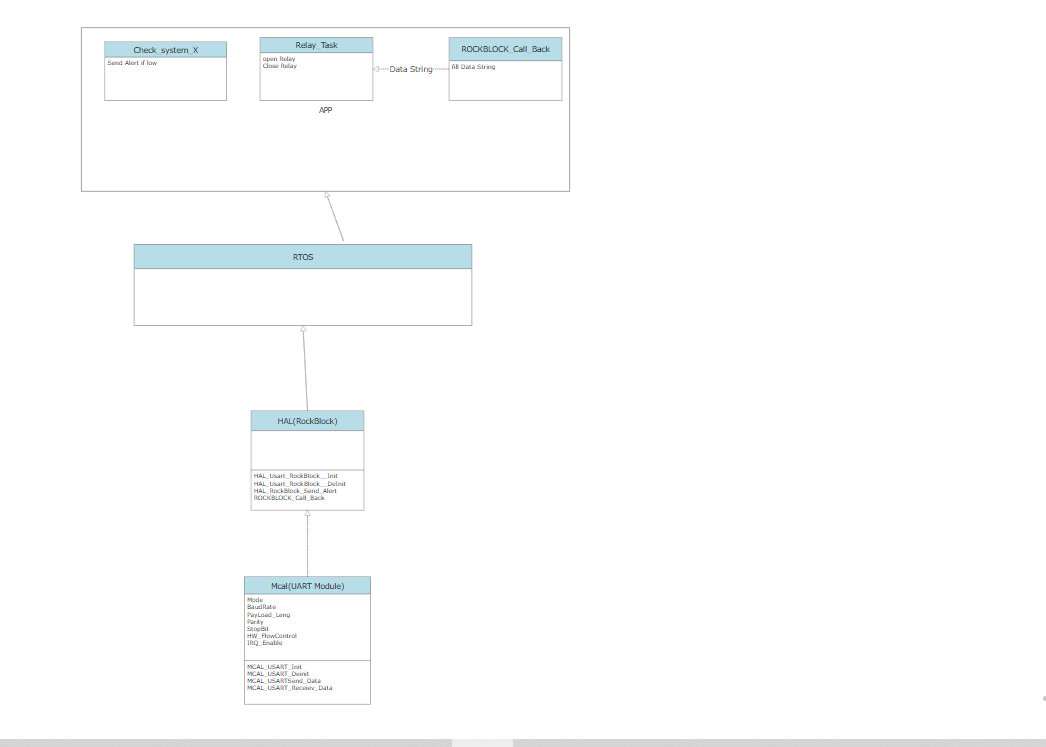 Check_system_X
Send Alert if low
Relay_Task
open Relay
Close Relay
Data String
ROCKBLOCK_Call_Back
fill Data String
APP
RTOS
HAL(RockBlock)
HAL_Usart_RockBlock__Init
HAL_Usart_RockBlock__DeInit
HAL_RockBlock_Send_Alert
ROCKBLOCK_Call_Back
Mcal(UART Module)
Mode
BaudRate
PayLoad_Leng
Parity
StopBit
HW_FlowControl
IRQ_Enable
MCAL_USART_Init
MCAL_USART_Deinit
MCAL_USARTSend_Data
MCAL_USART_Receiev_Data